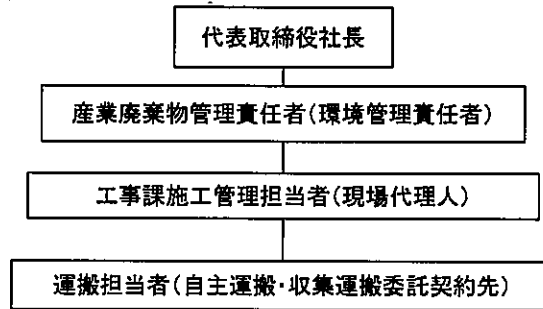 代表取締役社長
産業廃棄物管理責任者(環境管理責任者)
工事課施工管理担当者(現場代理人)
運搬担当者(自主運搬・収集運搬委託契約先)